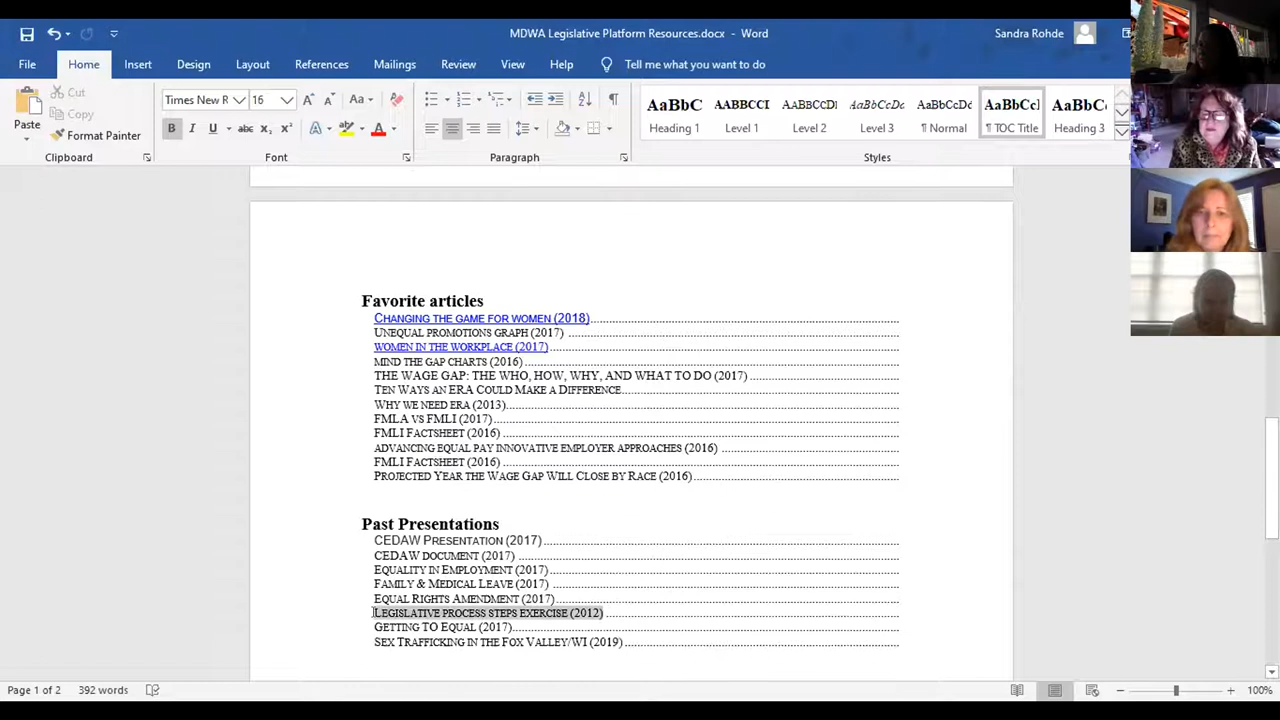 MDWA Legislative Platform Resources.docx - Word
Sandra Rohde
File Home Insert Design Layout References Mailings Review View Help Tell me what you want to do
Cut
Copy
Format Painter
Paste
Times New R 16
AaBbC AABBCCI AABBCCDI AaBbCcDc AaBbCcDc AaBbCcI AaBbC
Heading 1 Level 1 Level 2 Level 3 ¶ Normal ¶ TOC Title Heading 3
Clipboard Font Paragraph Styles
Favorite articles
CHANGING THE GAME FOR WOMEN (2018)
UNEQUAL PROMOTIONS GRAPH (2017)
WOMEN IN THE WORKPLACE (2017)
MIND THE GAP CHARTS (2016)
THE WAGE GAP: THE WHO, HOW, WHY, AND WHAT TO DO (2017)
TEN WAYS AN ERA COULD MAKE A DIFFERENCE
WHY WE NEED ERA (2013)
FMLA VS FMLI (2017)
FMLI FACTSHEET (2016)
ADVANCING EQUAL PAY INNOVATIVE EMPLOYER APPROACHES (2016)
FMLI FACTSHEET (2016)
PROJECTED YEAR THE WAGE GAP WILL CLOSE BY RACE (2016)
Past Presentations
CEDAW PRESENTATION (2017)
CEDAW DOCUMENT (2017)
EQUALITY IN EMPLOYMENT (2017)
FAMILY & MEDICAL LEAVE (2017)
EQUAL RIGHTS AMENDMENT (2017)
LEGISLATIVE PROCESS STEPS EXERCISE (2012)
GETTING TO EQUAL (2017)
SEX TRAFFICKING IN THE FOX VALLEY/WI (2019)
Page 1 of 2 392 words 100%